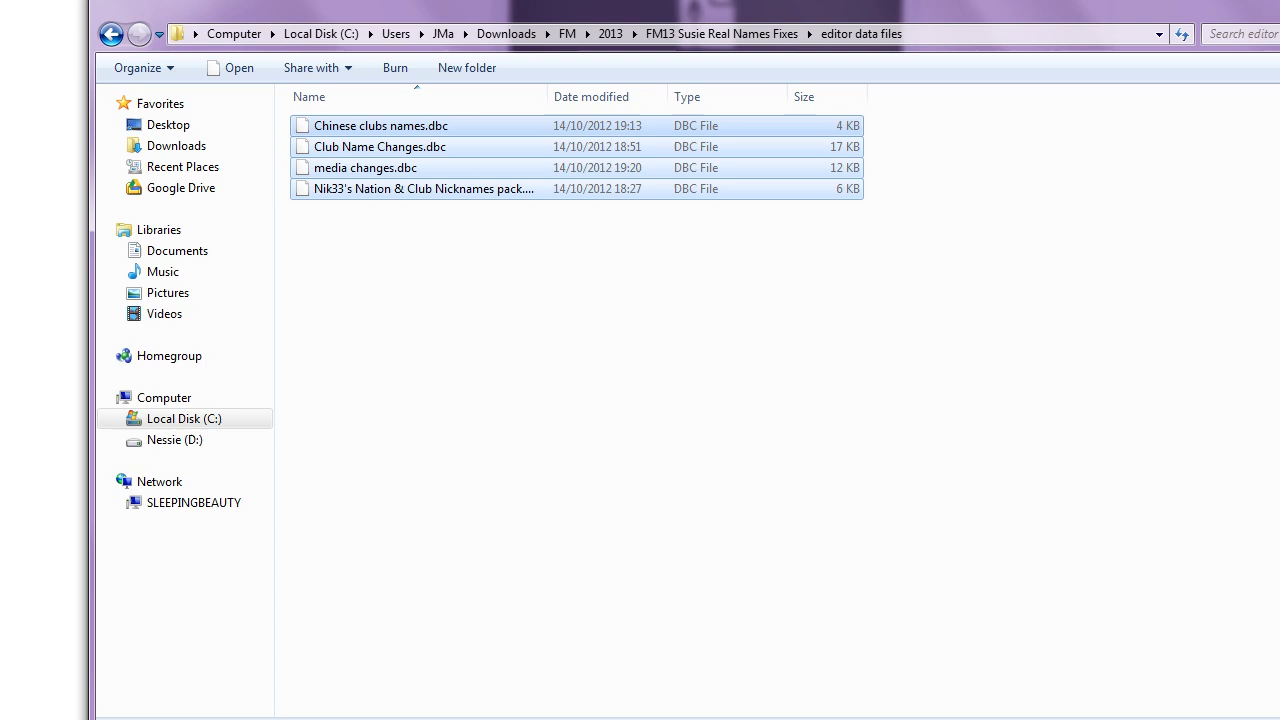 Computer Local Disk (C:) Users JMa Downloads FM 2013 FM13 Susie Real Names Fixes editor data files Search editor
Organize Open Share with Burn New folder
Name Date modified Type Size
Chinese clubs names.dbc 14/10/2012 19:13 DBC File 4 KB
Club Name Changes.dbc 14/10/2012 18:51 DBC File 17 KB
media changes.dbc 14/10/2012 19:20 DBC File 12 KB
Nik33's Nation & Club Nicknames pack.... 14/10/2012 18:27 DBC File 6 KB
Favorites
Desktop
Downloads
Recent Places
Google Drive
Libraries
Documents
Music
Pictures
Videos
Homegroup
Computer
Local Disk (C:)
Nessie (D:)
Network
SLEEPINGBEAUTY